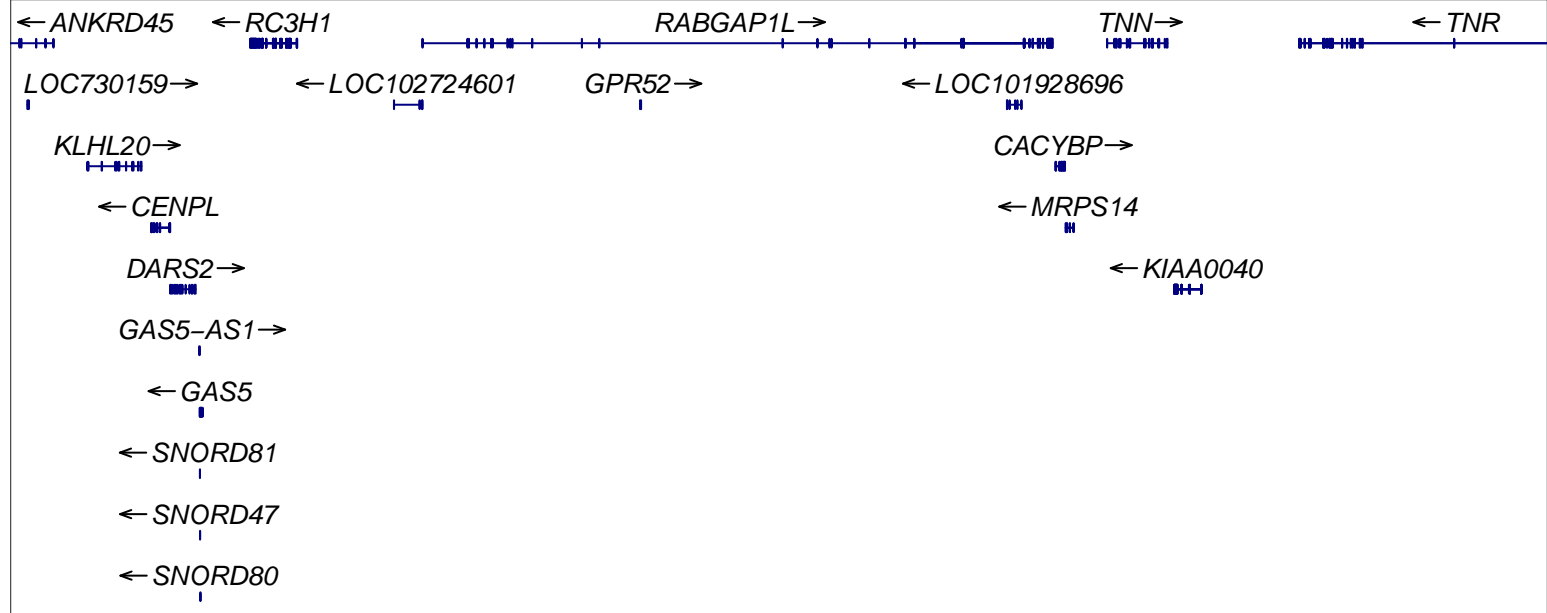 ←ANKRD45 ←RC3H1 RABGAP1L→ TNN→ ←TNR
LOC730159→ ←LOC102724601 GPR52→ ←LOC101928696
KLHL20→ CACYBP→
←CENPL ←MRPS14
DARS2→ ←KIAA0040
GAS5−AS1→
←GAS5
←SNORD81
←SNORD47
←SNORD80